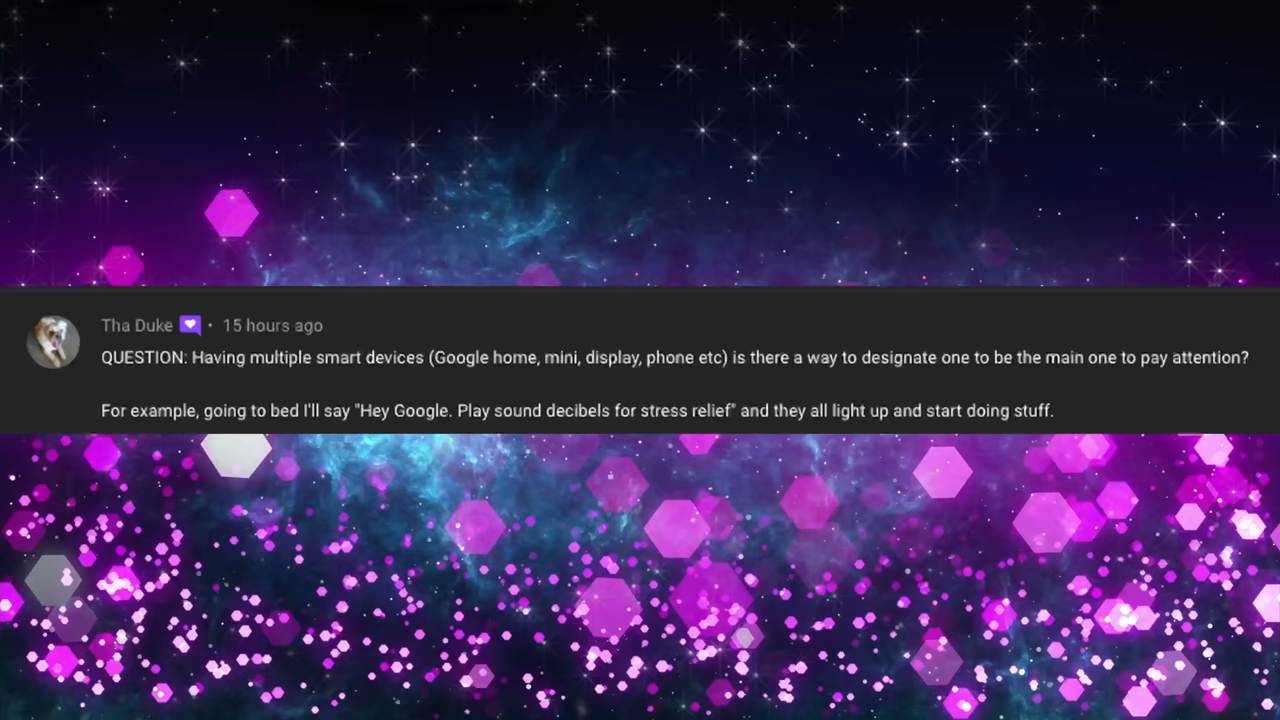 Tha Duke • 15 hours ago
QUESTION: Having multiple smart devices (Google home, mini, display, phone etc) is there a way to designate one to be the main one to pay attention?
For example, going to bed I'll say "Hey Google. Play sound decibels for stress relief" and they all light up and start doing stuff.